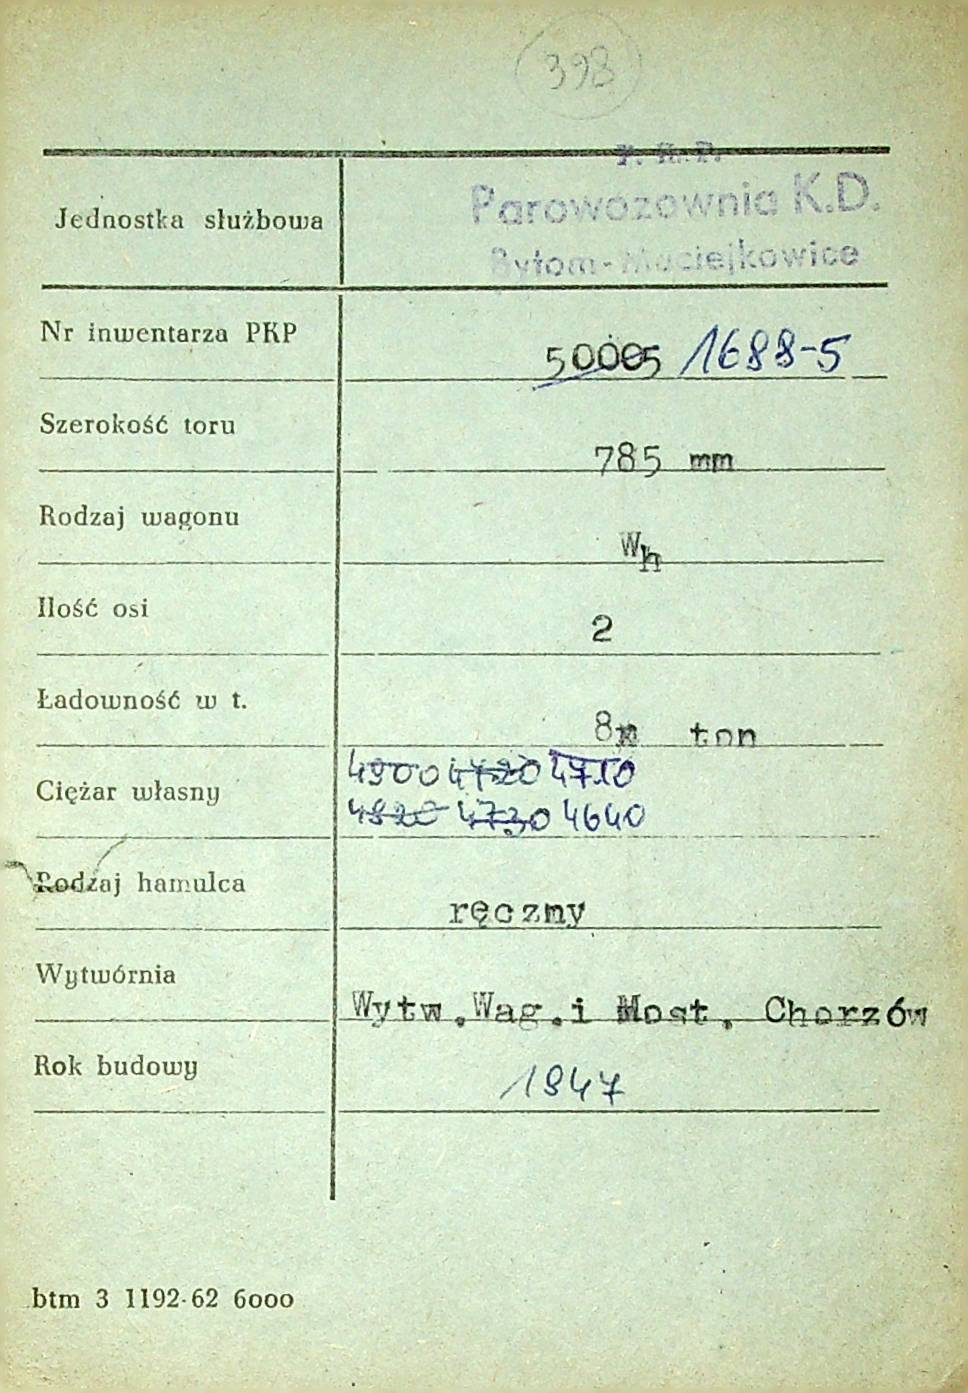 398
P. K. P.
Jednostka służbowa Parowozownia K.D.
Bytom-Maciejkowice
Nr inwentarza PKP 50005 1688-5
Szerokość toru 785 mm
Rodzaj wagonu Wh
Ilość osi 2
Ładowność w t. 8 ton
4900 4720 4710
Ciężar własny
4820 4730 4640
Rodzaj hamulca ręczny
Wytwórnia Wytw.Wag.i Most. Chorzów
Rok budowy 1947
btm 3 1192-62 6000